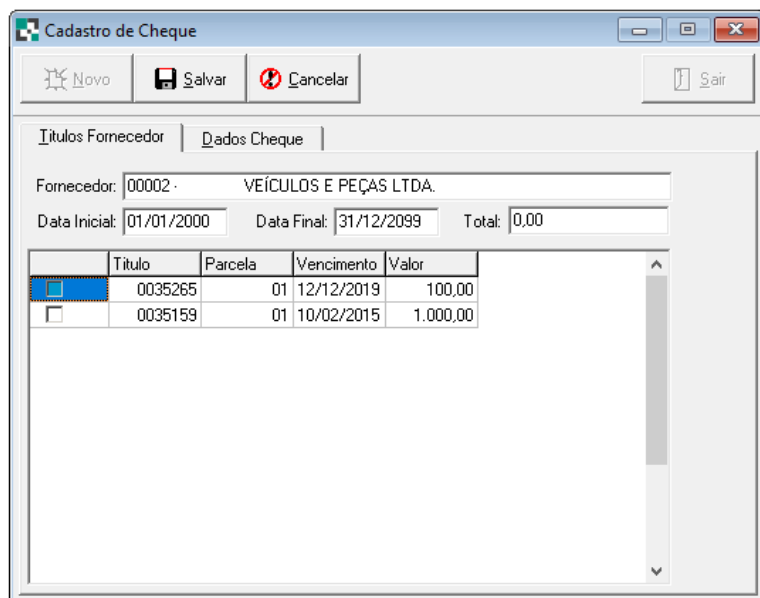 Cadastro de Cheque
Novo Salvar Cancelar Sair
Titulos Fornecedor Dados Cheque
Fornecedor: 00002 - VEÍCULOS E PEÇAS LTDA.
Data Inicial: 01/01/2000 Data Final: 31/12/2099 Total: 0,00
Titulo Parcela Vencimento Valor
0035265 01 12/12/2019 100,00
0035159 01 10/02/2015 1.000,00